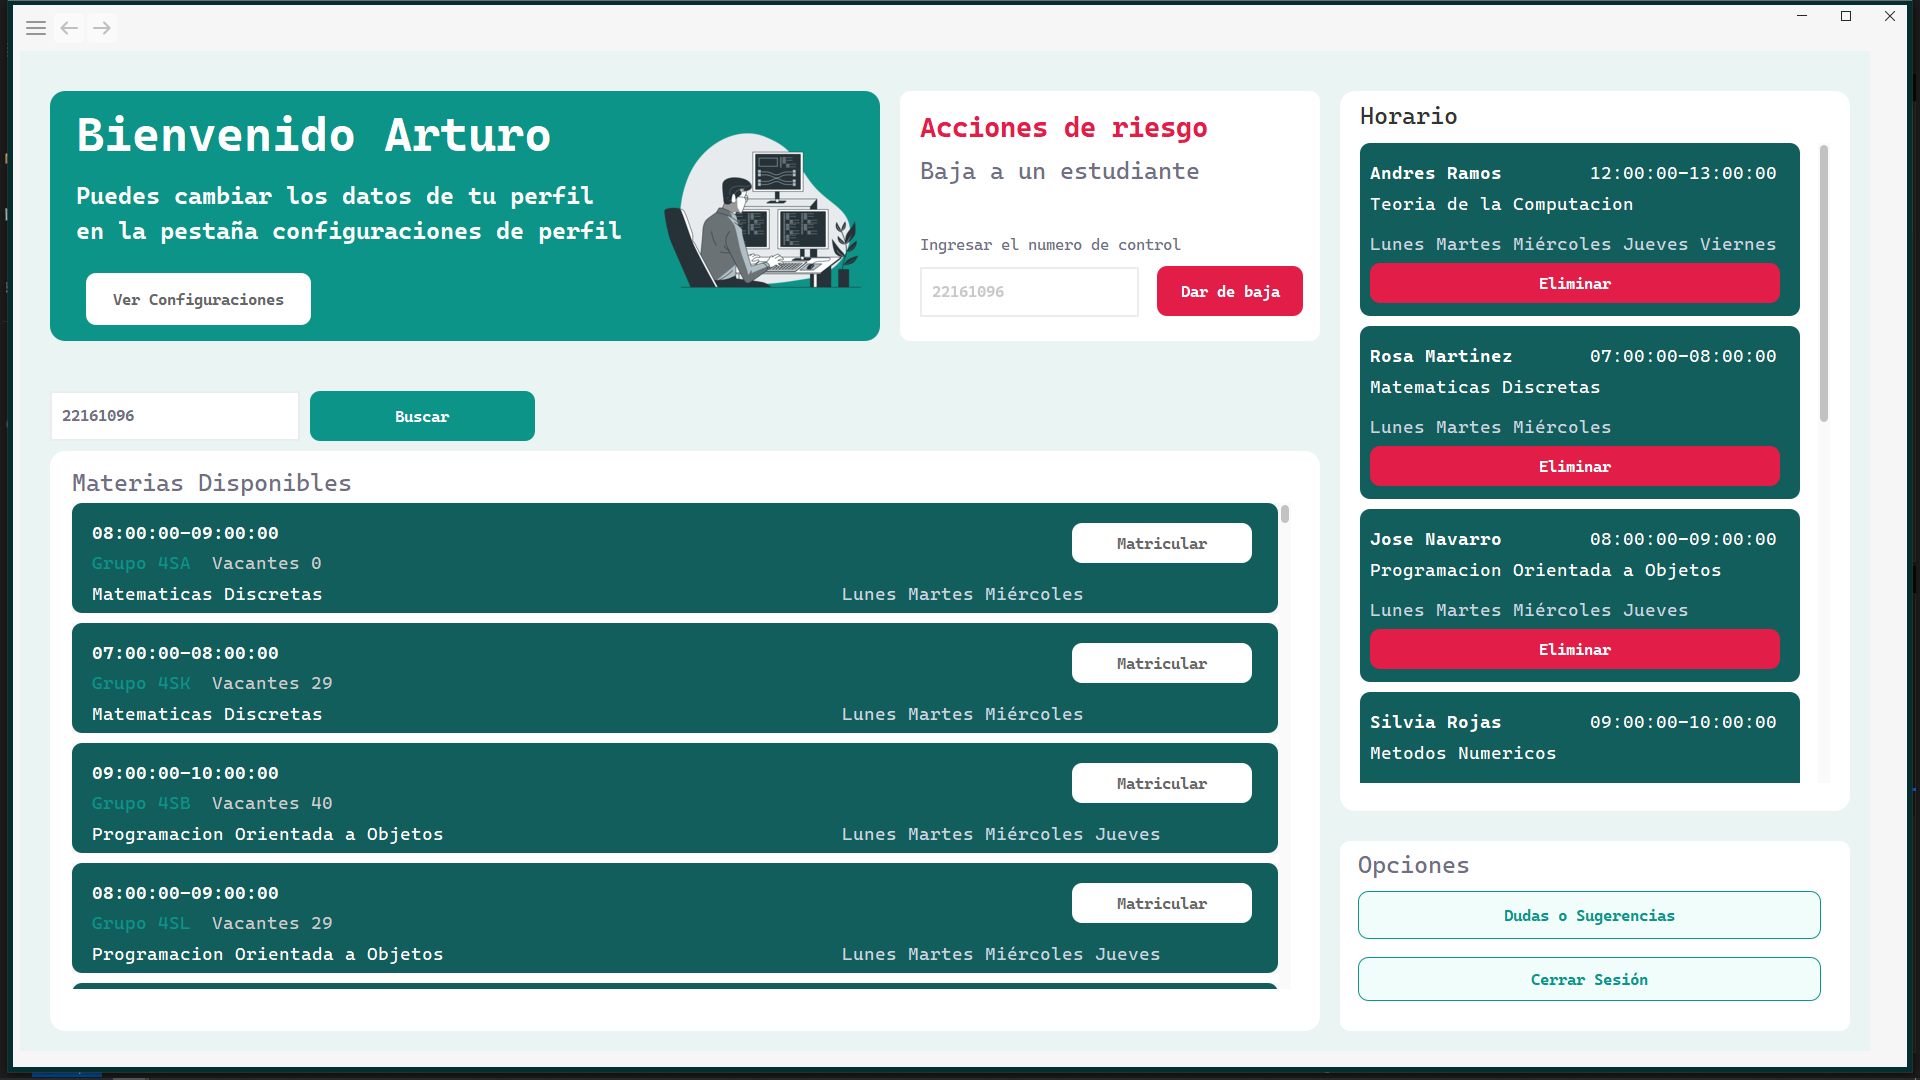 Bienvenido Arturo
Puedes cambiar los datos de tu perfil
en la pestaña configuraciones de perfil
Ver Configuraciones
Acciones de riesgo
Baja a un estudiante
Ingresar el numero de control
22161096
Dar de baja
22161096
Buscar
Materias Disponibles
08:00:00-09:00:00
Matricular
Grupo 4SA Vacantes 0
Matematicas Discretas Lunes Martes Miércoles
07:00:00-08:00:00
Matricular
Grupo 4SK Vacantes 29
Matematicas Discretas Lunes Martes Miércoles
09:00:00-10:00:00
Matricular
Grupo 4SB Vacantes 40
Programacion Orientada a Objetos Lunes Martes Miércoles Jueves
08:00:00-09:00:00
Matricular
Grupo 4SL Vacantes 29
Programacion Orientada a Objetos Lunes Martes Miércoles Jueves
Horario
Andres Ramos 12:00:00-13:00:00
Teoria de la Computacion
Lunes Martes Miércoles Jueves Viernes
Eliminar
Rosa Martinez 07:00:00-08:00:00
Matematicas Discretas
Lunes Martes Miércoles
Eliminar
Jose Navarro 08:00:00-09:00:00
Programacion Orientada a Objetos
Lunes Martes Miércoles Jueves
Eliminar
Silvia Rojas 09:00:00-10:00:00
Metodos Numericos
Opciones
Dudas o Sugerencias
Cerrar Sesión